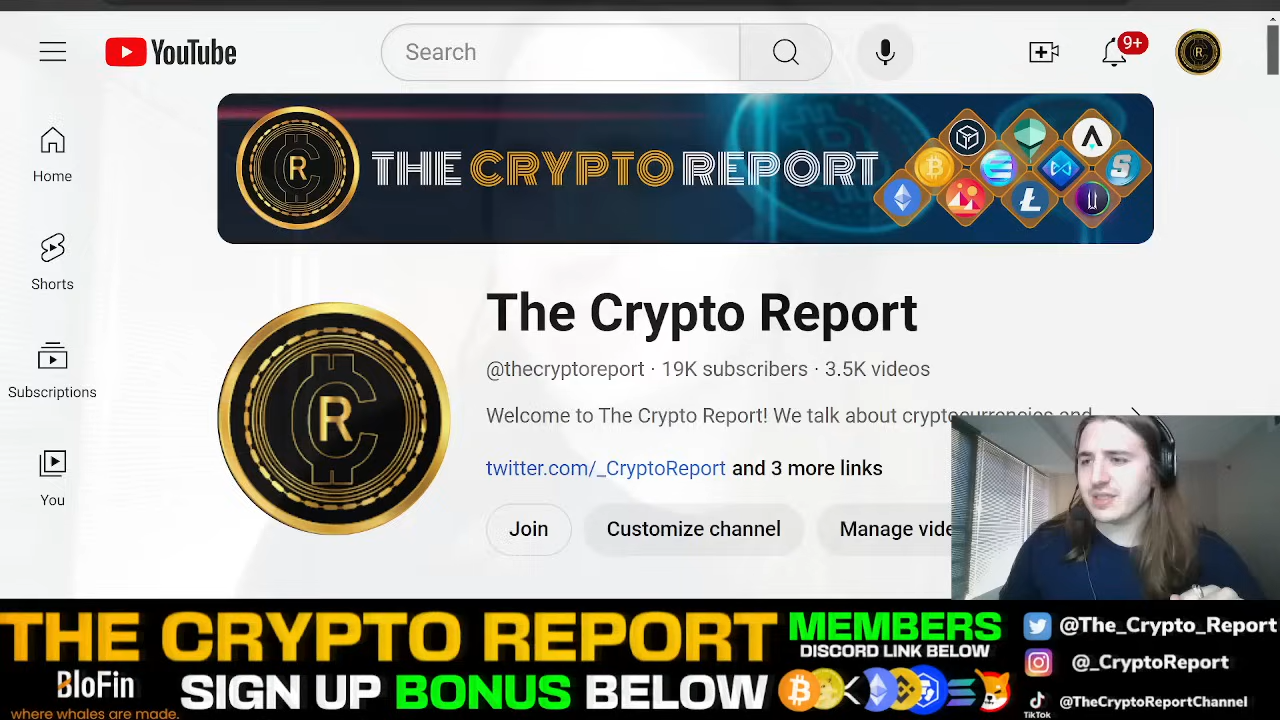 YouTube
Search
9+
Home
Shorts
Subscriptions
You
R
THE CRYPTO REPORT
R
The Crypto Report
@thecryptoreport · 19K subscribers · 3.5K videos
Welcome to The Crypto Report! We talk about cryptocurrencies and
twitter.com/_CryptoReport and 3 more links
Join
Customize channel
Manage vide
THE CRYPTO REPORT
BloFin
where whales are made.
SIGN UP BONUS BELOW
MEMBERS
DISCORD LINK BELOW
@The_Crypto_Report
@_CryptoReport
TikTok
@TheCryptoReportChannel